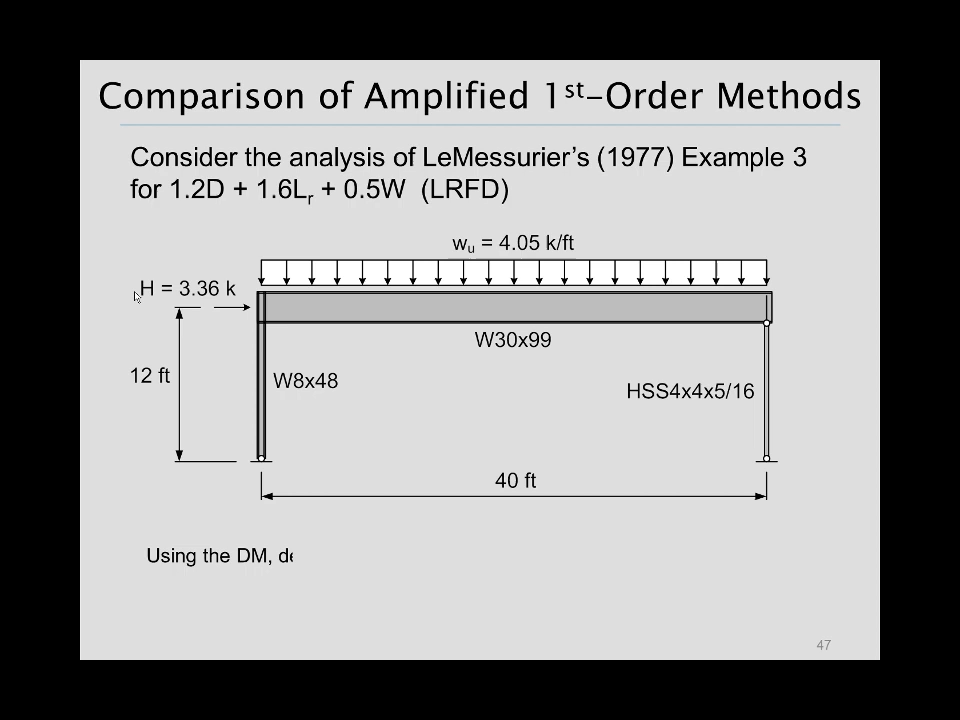 Comparison of Amplified 1st-Order Methods
Consider the analysis of LeMessurier's (1977) Example 3
for 1.2D + 1.6Lr + 0.5W (LRFD)
wu = 4.05 k/ft
H = 3.36 k
W30x99
12 ft
W8x48
HSS4x4x5/16
40 ft
Using the DM,
47